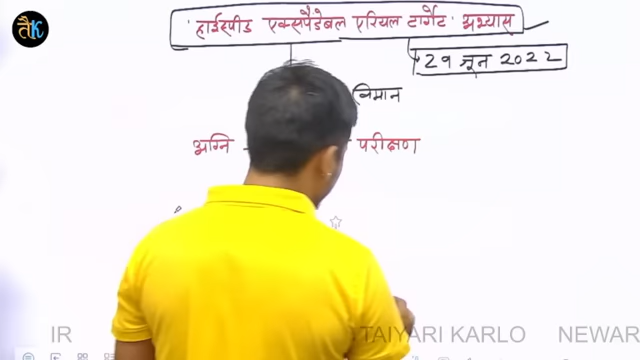 तैK
'हाईस्पीड एक्सपैंडेबल एरियल टार्गेट' अभ्यास
29 जून 2022
विमान
अग्नि परीक्षण
IR TAIYARI KARLO NEWAR